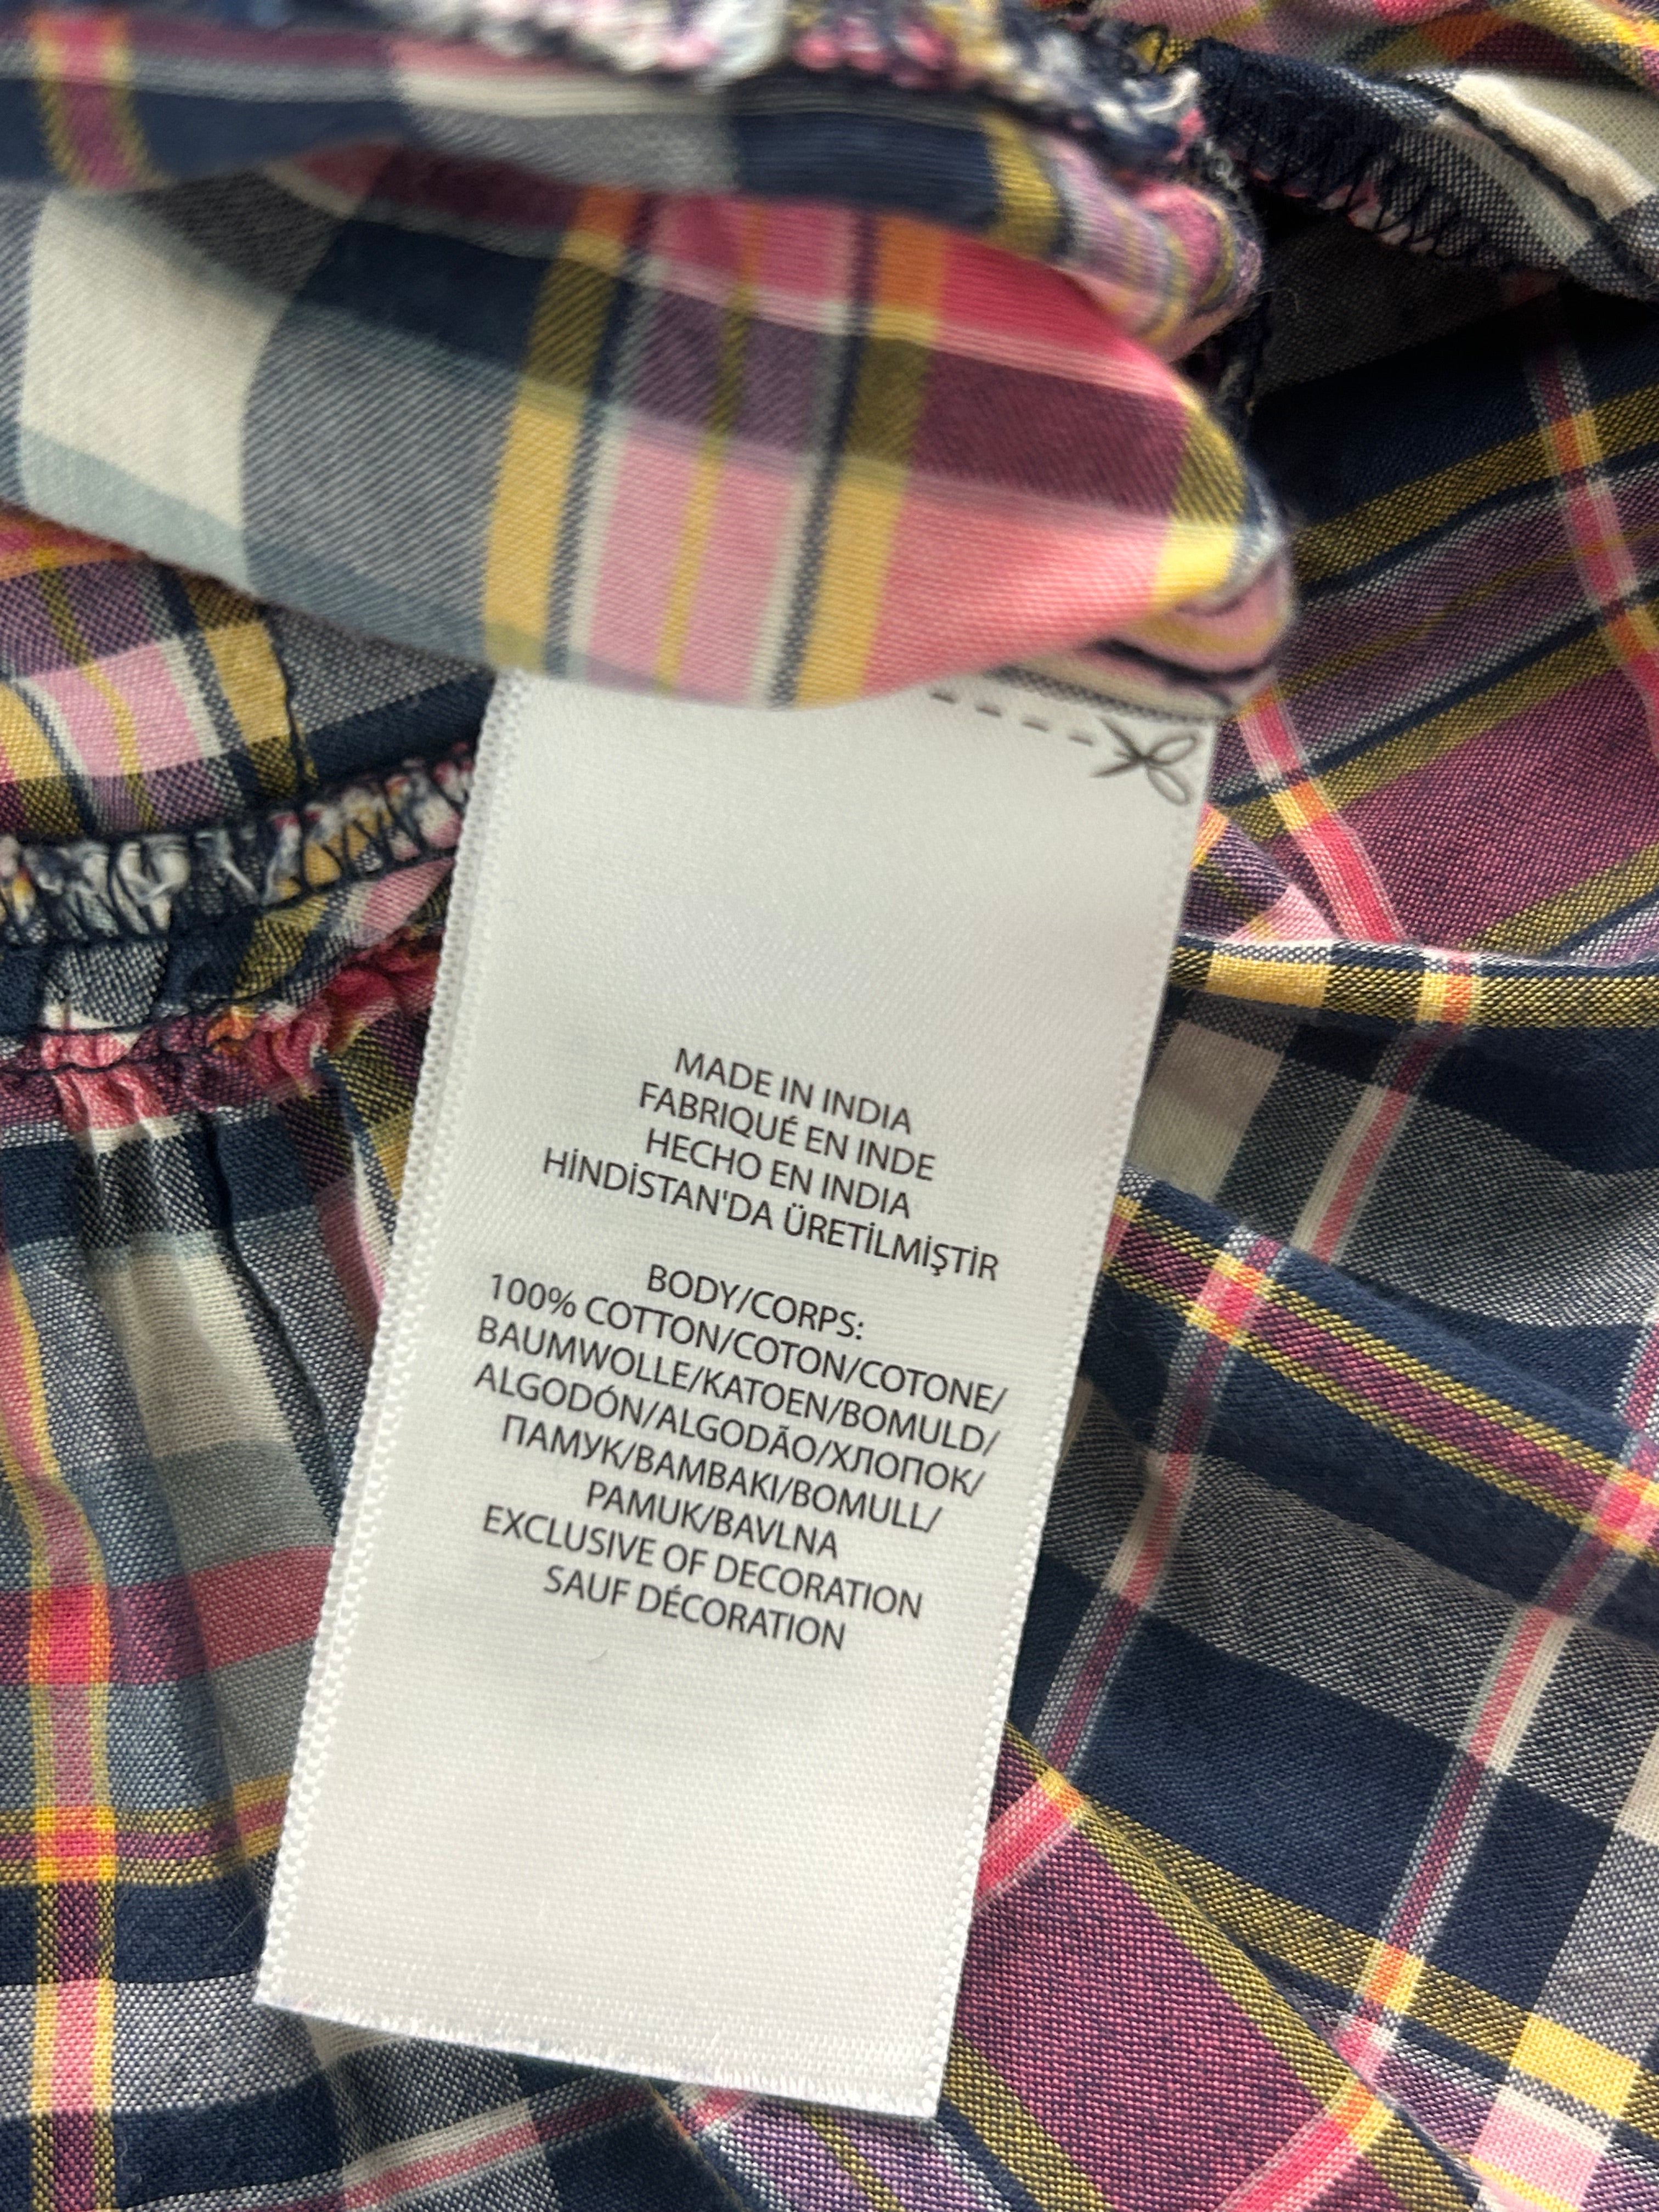 MADE IN INDIA
FABRIQUÉ EN INDE
HECHO EN INDIA
HİNDİSTAN'DA ÜRETİLMİŞTİR
BODY/CORPS:
100% COTTON/COTON/COTONE/
BAUMWOLLE/KATOEN/BOMULD/
ALGODÓN/ALGODÃO/ХЛОПОК/
ПАМУК/BAMBAKI/BOMULL/
PAMUK/BAVLNA
EXCLUSIVE OF DECORATION
SAUF DÉCORATION